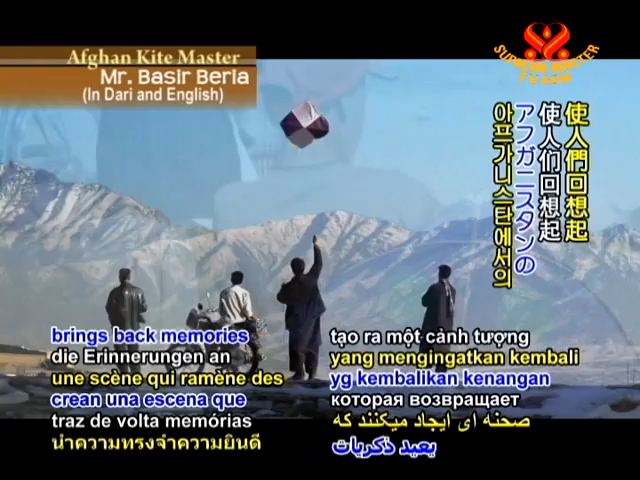 Afghan Kite Master
Mr. Basir Beria
(In Dari and English)
SUPREME MASTER
TV
使人們回想起
使人们回想起
アフガニスタンの
아프가니스탄에서의
brings back memories
die Erinnerungen an
une scène qui ramène des
crean una escena que
traz de volta memórias
นำความทรงจำความยินดี
tạo ra một cảnh tượng
yang mengingatkan kembali
yg kembalikan kenangan
которая возвращает
صحنه ای ایجاد میکنند که
يعيد ذكريات